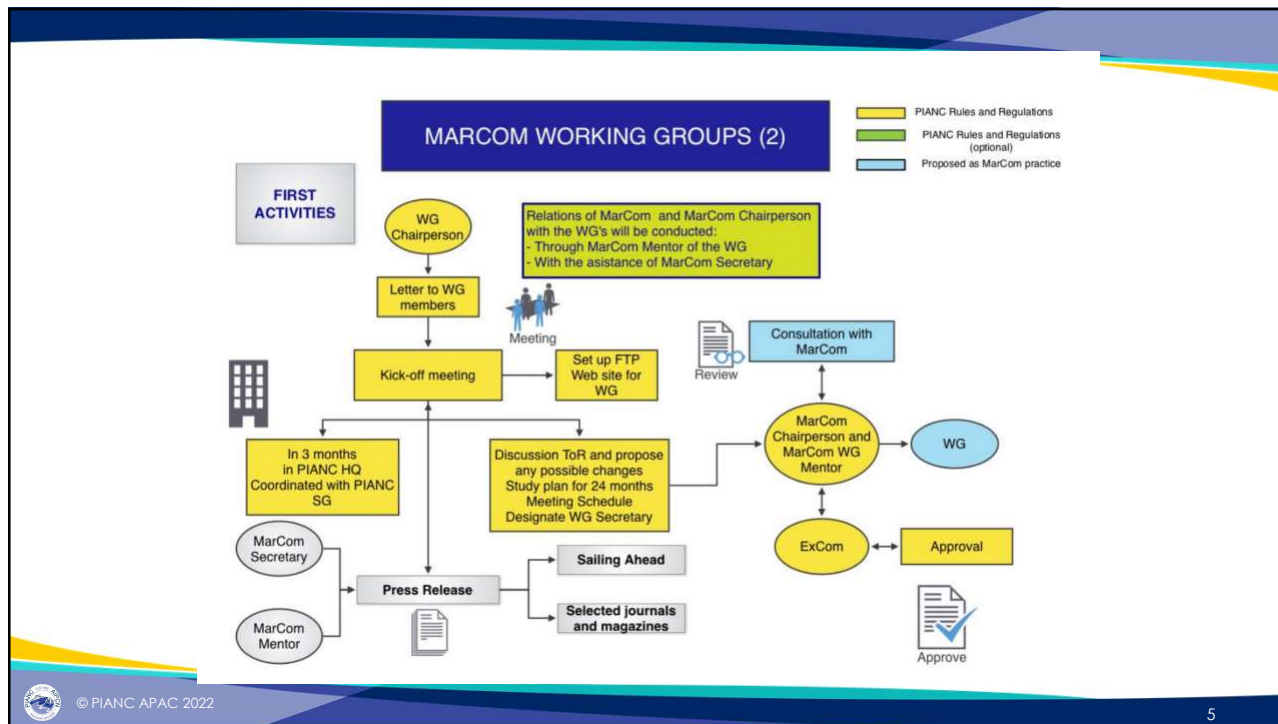 MARCOM WORKING GROUPS (2)
PIANC Rules and Regulations
PIANC Rules and Regulations
(optional)
Proposed as MarCom practice
FIRST
ACTIVITIES
WG
Chairperson
Relations of MarCom and MarCom Chairperson
with the WG's will be conducted:
- Through MarCom Mentor of the WG
- With the asistance of MarCom Secretary
Letter to WG
members
Meeting
Kick-off meeting
Set up FTP
Web site for
WG
Review
Consultation with
MarCom
In 3 months
in PIANC HQ
Coordinated with PIANC
SG
Discussion ToR and propose
any possible changes
Study plan for 24 months
Meeting Schedule
Designate WG Secretary
MarCom
Chairperson and
MarCom WG
Mentor
WG
ExCom
Approval
MarCom
Secretary
MarCom
Mentor
Press Release
Sailing Ahead
Selected journals
and magazines
Approve
© PIANC APAC 2022
5